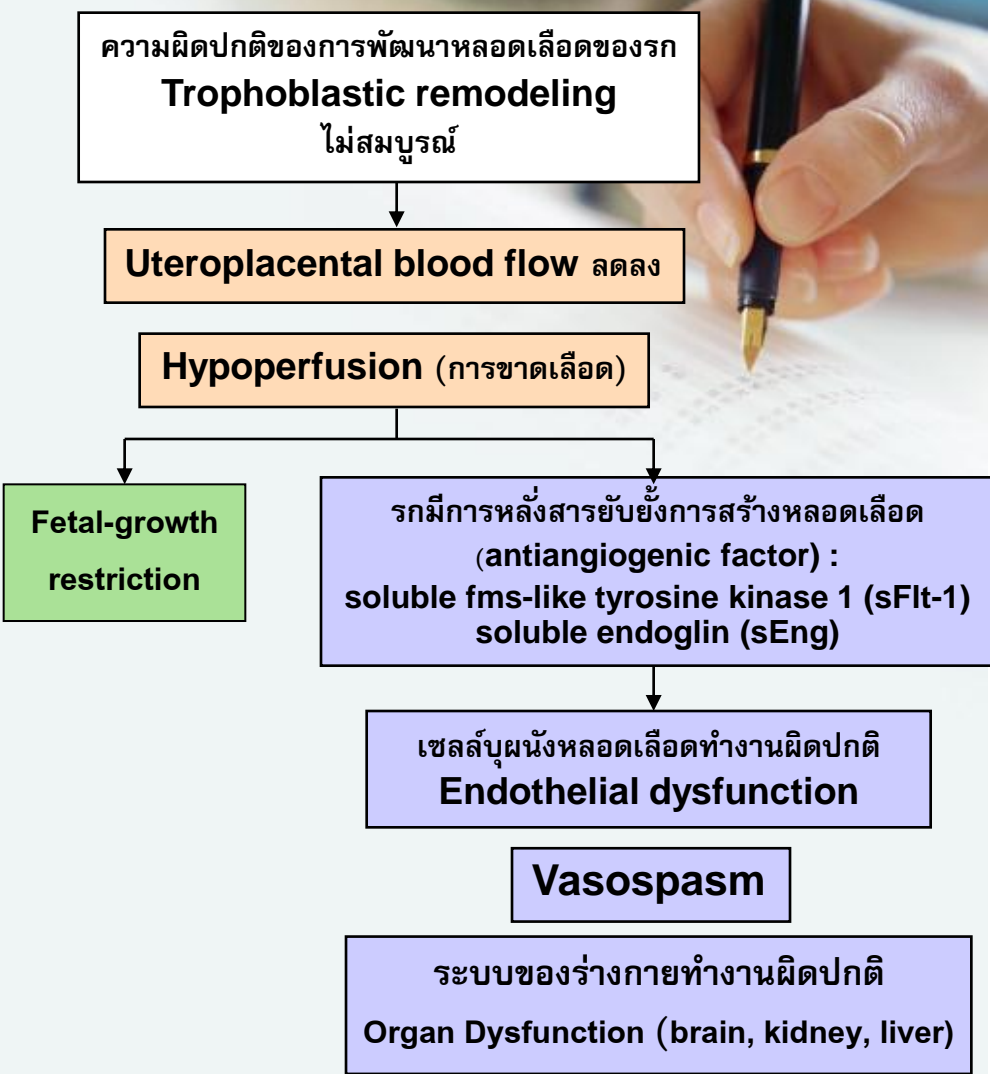 ความผิดปกติของการพัฒนาหลอดเลือดของรก
Trophoblastic remodeling
ไม่สมบูรณ์
Uteroplacental blood flow ลดลง
Hypoperfusion (การขาดเลือด)
Fetal-growth
restriction
รกมีการหลั่งสารยับยั้งการสร้างหลอดเลือด
(antiangiogenic factor) :
soluble fms-like tyrosine kinase 1 (sFlt-1)
soluble endoglin (sEng)
เซลล์บุผนังหลอดเลือดทำงานผิดปกติ
Endothelial dysfunction
Vasospasm
ระบบของร่างกายทำงานผิดปกติ
Organ Dysfunction (brain, kidney, liver)